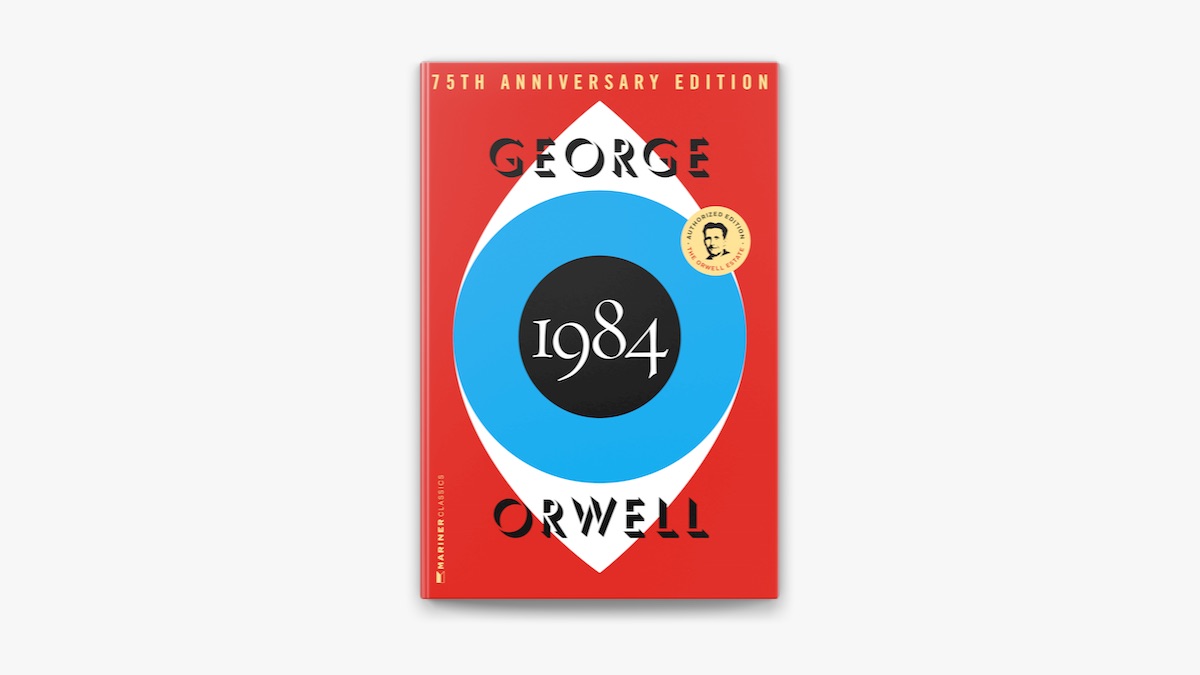 75TH ANNIVERSARY EDITION
GEORGE
AUTHORIZED EDITION
THE ORWELL ESTATE
1984
ORWELL
MARINER CLASSICS